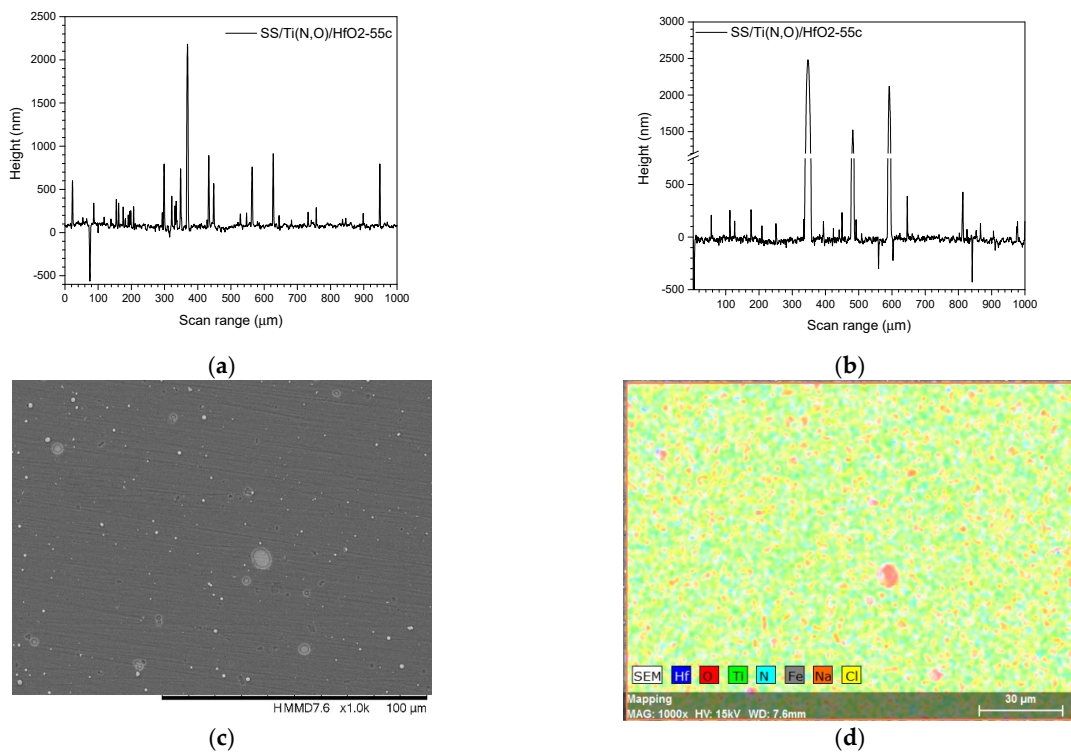 SS/Ti(N,O)/HfO2-55c
2500
2000
1500
1000
500
0
-500
Height (nm)
0 100 200 300 400 500 600 700 800 900 1000
Scan range (μm)
(a)
SS/Ti(N,O)/HfO2-55c
3000
2500
2000
1500
500
0
-500
Height (nm)
100 200 300 400 500 600 700 800 900 1000
Scan range (μm)
(b)
HMMD7.6 x1.0k 100 μm
(c)
SEM Hf O Ti N Fe Na Cl
Mapping
MAG: 1000x HV: 15kV WD: 7.6mm
30 μm
(d)